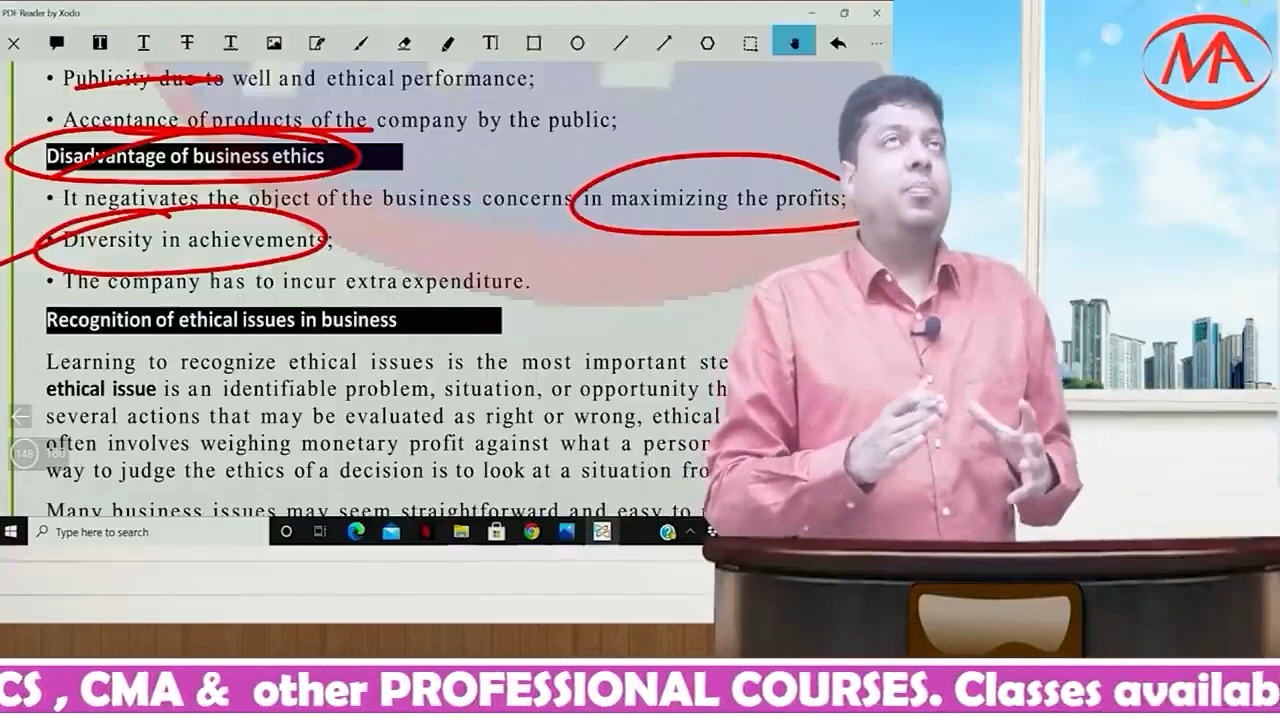 PDF Reader by Xodo
MA
• Publicity due to well and ethical performance;
• Acceptance of products of the company by the public;
Disadvantage of business ethics
• It negativates the object of the business concerns in maximizing the profits;
• Diversity in achievements;
• The company has to incur extra expenditure.
Recognition of ethical issues in business
Learning to recognize ethical issues is the most important
ethical issue is an identifiable problem, situation, or opportunity
several actions that may be evaluated as right or wrong, ethical
often involves weighing monetary profit against what a person
way to judge the ethics of a decision is to look at a situation
Many business issues may seem straightforward and easy to
148
Type here to search
CS , CMA & other PROFESSIONAL COURSES. Classes availab